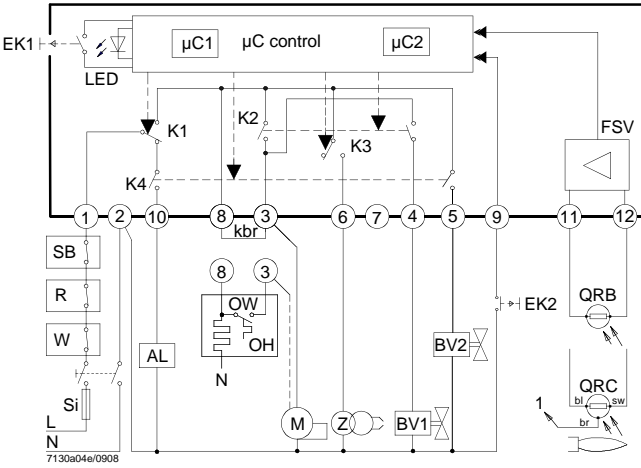 µC1 µC control µC2
EK1
LED
FSV
K1 K2 K3
K4
1 2 10 8 3 6 7 4 5 9 11 12
kbr
SB
R
W
8 3
OW
OH
N
AL
EK2
QRB
BV2
QRC
bl sw
1
br
Si
L
N
M Z BV1
7130a04e/0908